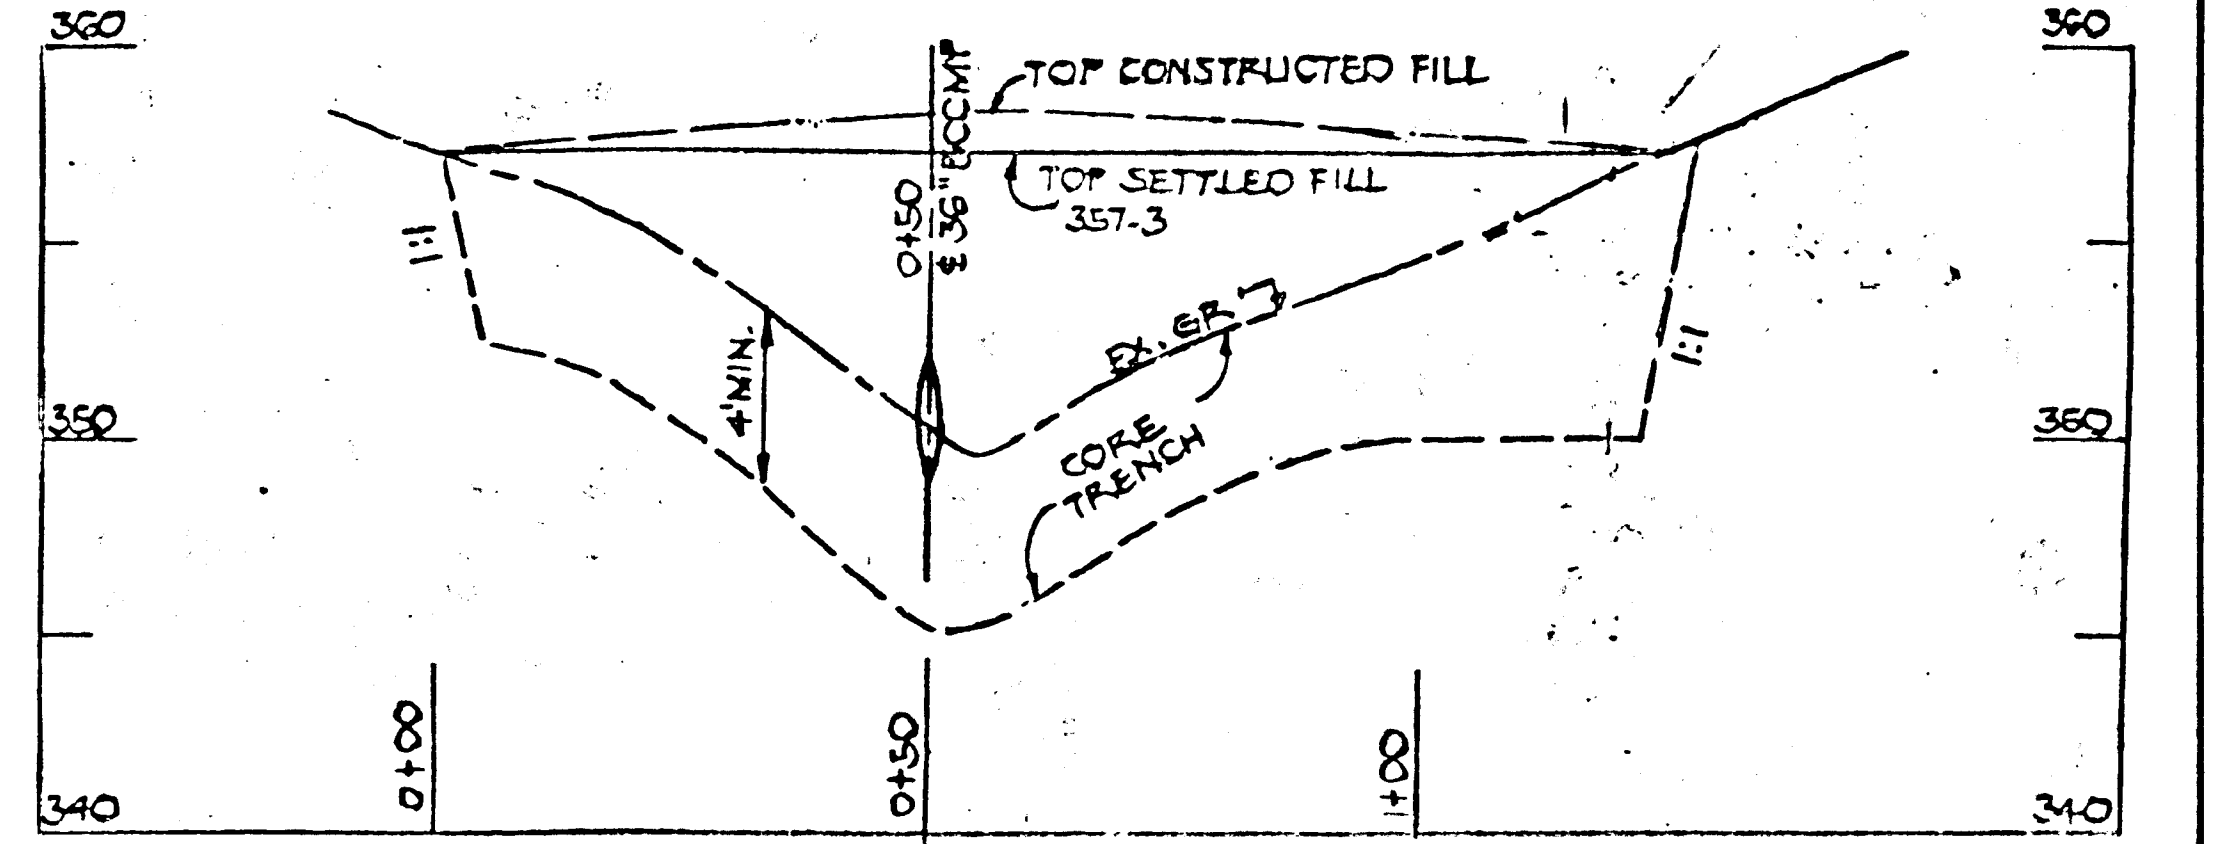 360
360
TOP CONSTRUCTED FILL
0+50
℄ 36" BCCMP
TOP SETTLED FILL
357-3
1:1
EX. GR
4' MIN.
1:1
350
350
CORE
TRENCH
0+00
0+50
1+00
340
340